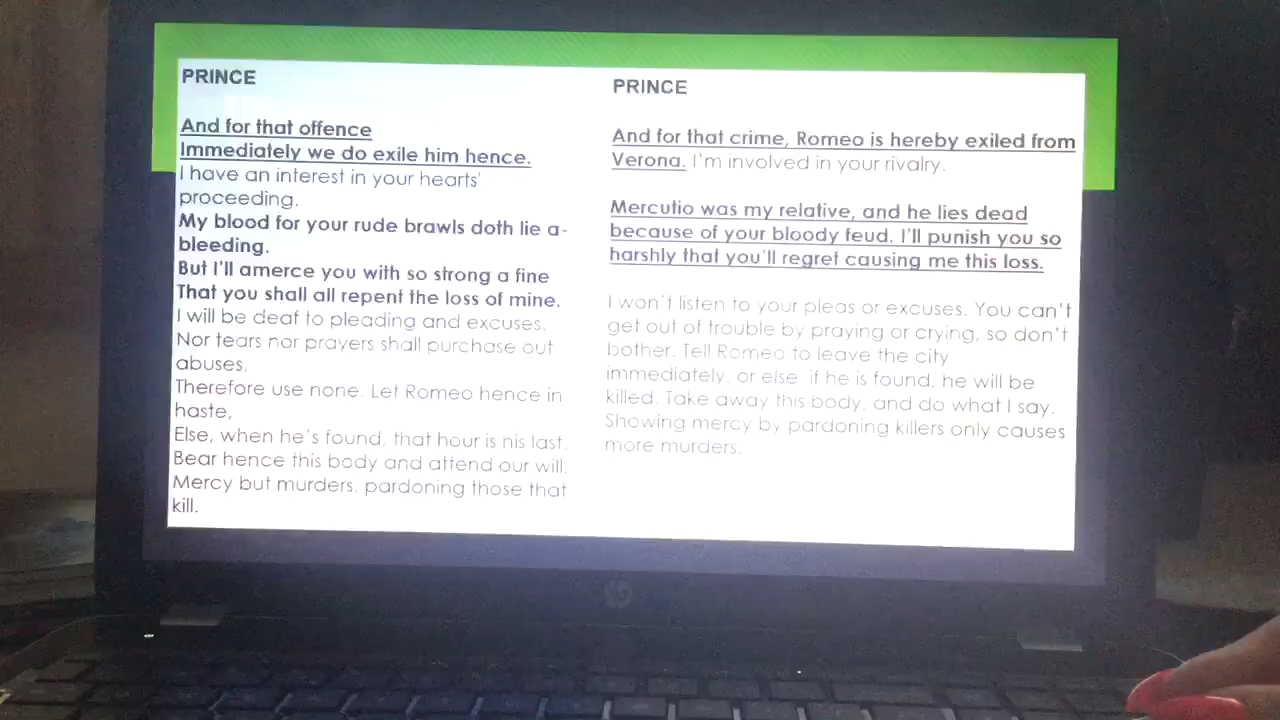 PRINCE
And for that offence
Immediately we do exile him hence.
I have an interest in your hearts'
proceeding.
My blood for your rude brawls doth lie a-
bleeding.
But I'll amerce you with so strong a fine
That you shall all repent the loss of mine.
I will be deaf to pleading and excuses.
Nor tears nor prayers shall purchase out
abuses,
Therefore use none. Let Romeo hence in
haste,
Else, when he's found, that hour is his last.
Bear hence this body and attend our will.
Mercy but murders, pardoning those that
kill.
PRINCE
And for that crime, Romeo is hereby exiled from
Verona. I'm involved in your rivalry.
Mercutio was my relative, and he lies dead
because of your bloody feud. I'll punish you so
harshly that you'll regret causing me this loss.
I won't listen to your pleas or excuses. You can't
get out of trouble by praying or crying, so don't
bother. Tell Romeo to leave the city
immediately, or else if he is found, he will be
killed. Take away this body, and do what I say.
Showing mercy by pardoning killers only causes
more murders.
hp